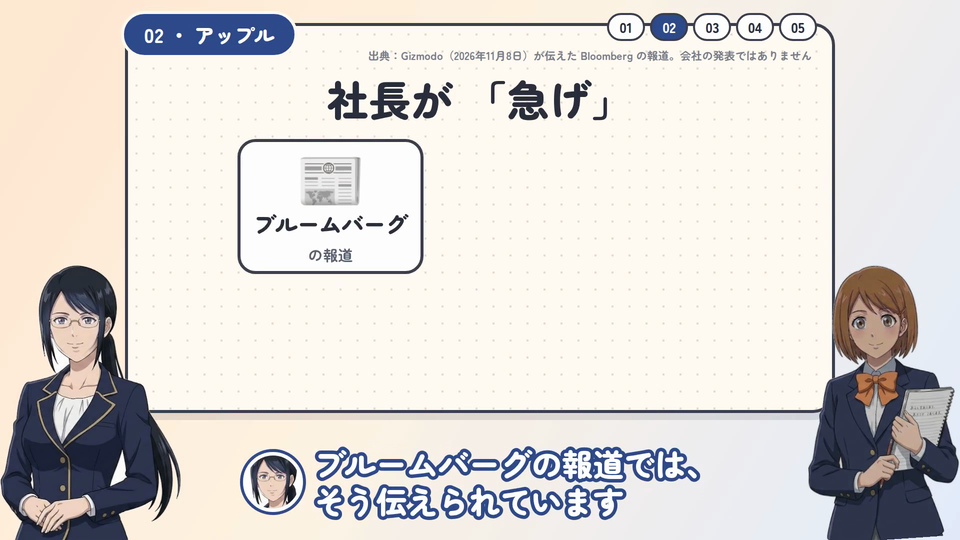 02 ・ アップル
01 02 03 04 05
出典：Gizmodo（2026年11月8日）が伝えた Bloomberg の報道。会社の発表ではありません
社長が 「急げ」
ブルームバーグ
の報道
ブルームバーグの報道では、
そう伝えられています